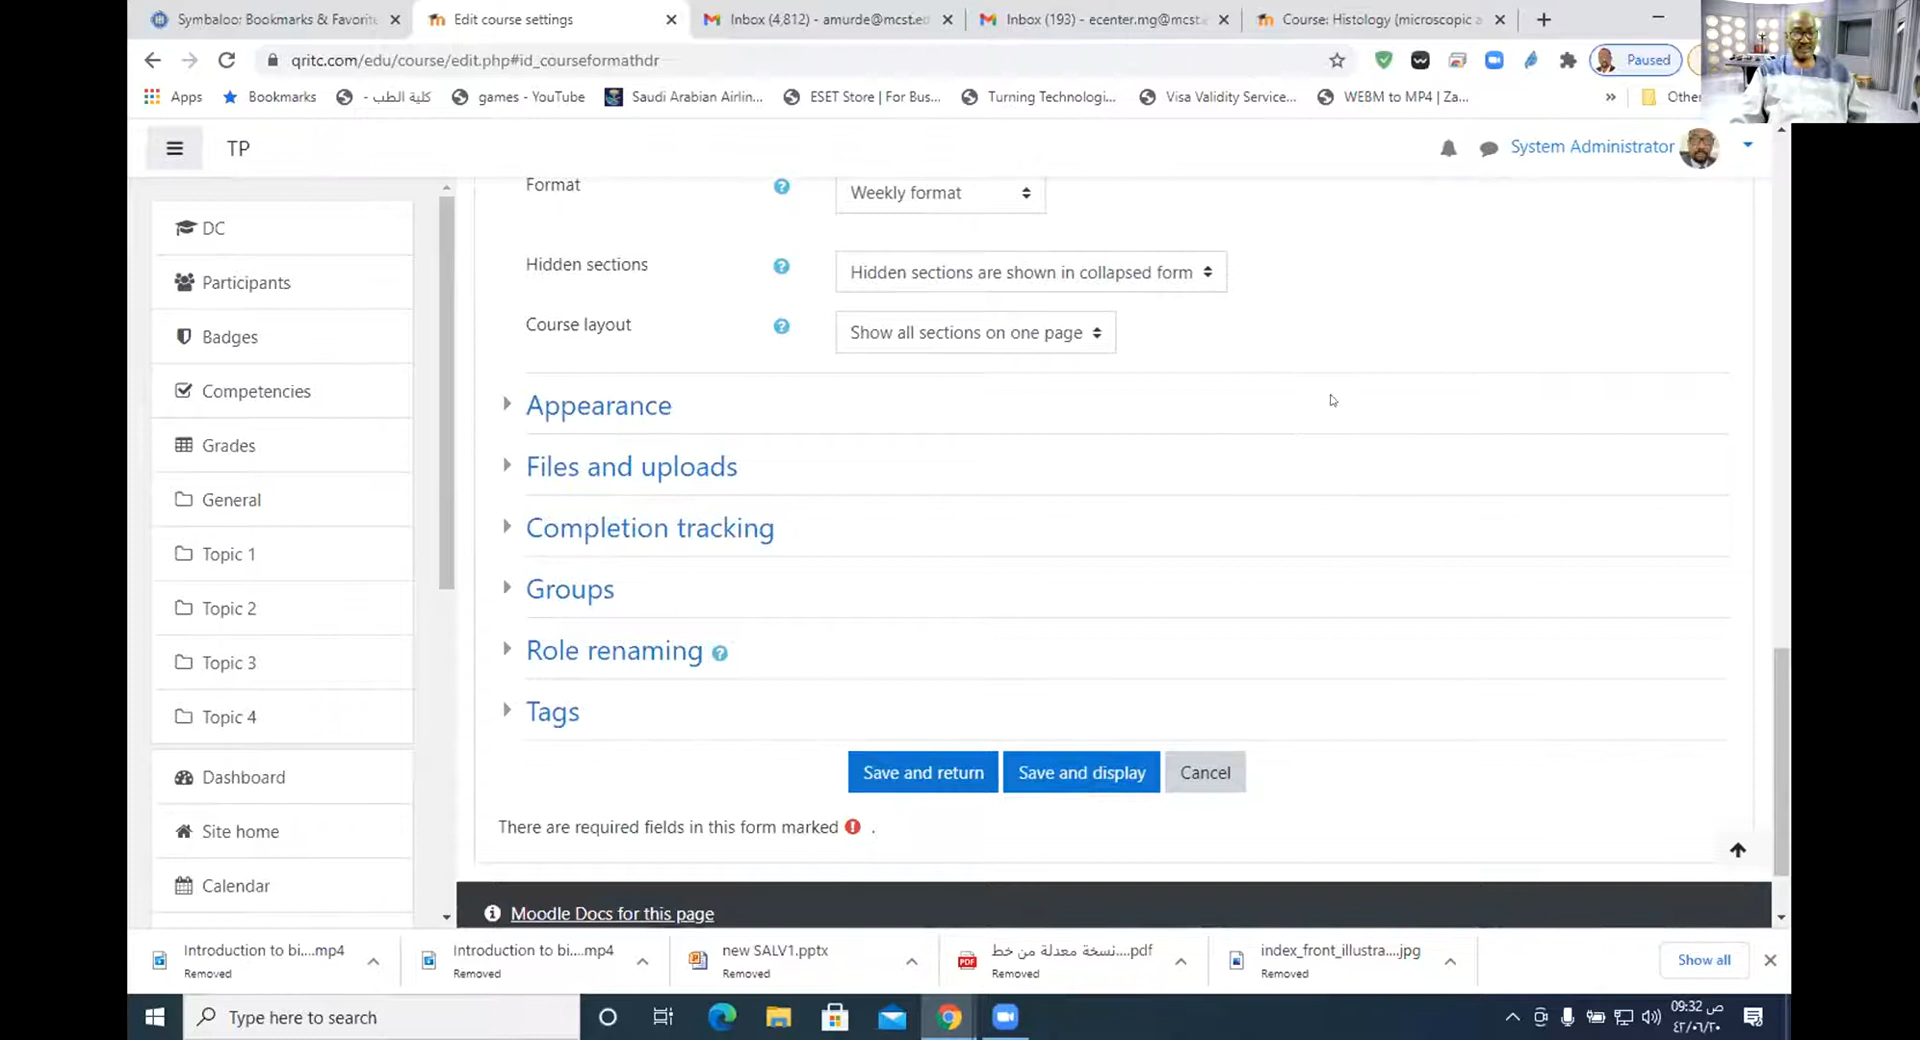 Symbaloo: Bookmarks & Favorite
Edit course settings
Inbox (4,812) - amurde@mcst.ed
Inbox (193) - ecenter.mg@mcst.e
Course: Histology (microscopic a
qritc.com/edu/course/edit.php#id_courseformathdr
Paused
Apps
Bookmarks
كلية الطب -
games - YouTube
Saudi Arabian Airlin...
ESET Store | For Bus...
Turning Technologi...
Visa Validity Service...
WEBM to MP4 | Za...
»
Other
TP
System Administrator
DC
Participants
Badges
Competencies
Grades
General
Topic 1
Topic 2
Topic 3
Topic 4
Dashboard
Site home
Calendar
Format
Weekly format
Hidden sections
Hidden sections are shown in collapsed form
Course layout
Show all sections on one page
Appearance
Files and uploads
Completion tracking
Groups
Role renaming
Tags
Save and return
Save and display
Cancel
There are required fields in this form marked .
Moodle Docs for this page
Introduction to bi....mp4
Removed
Introduction to bi....mp4
Removed
new SALV1.pptx
Removed
نسخة معدلة من خط....pdf
Removed
index_front_illustra....jpg
Removed
Show all
Type here to search
09:32 ص
٤٢/٠٦/٢٠